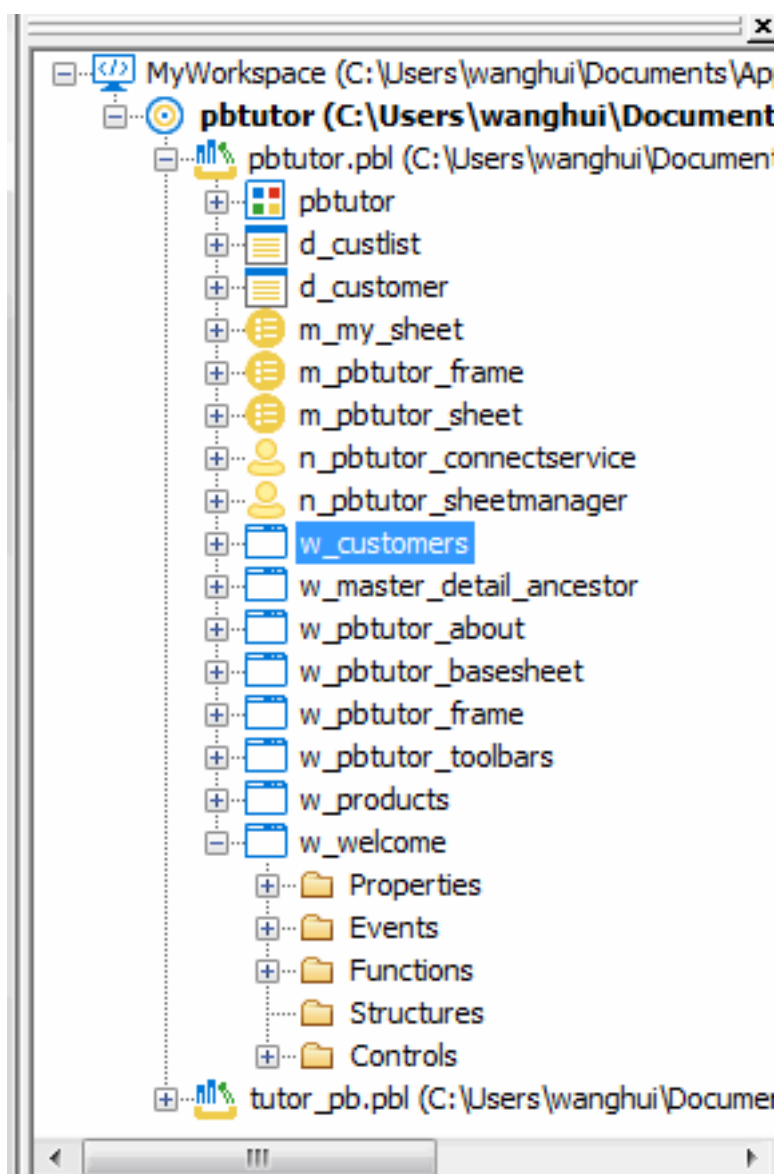 MyWorkspace (C:\Users\wanghui\Documents\Ap
pbtutor (C:\Users\wanghui\Document
pbtutor.pbl (C:\Users\wanghui\Document
pbtutor
d_custlist
d_customer
m_my_sheet
m_pbtutor_frame
m_pbtutor_sheet
n_pbtutor_connectservice
n_pbtutor_sheetmanager
w_customers
w_master_detail_ancestor
w_pbtutor_about
w_pbtutor_basesheet
w_pbtutor_frame
w_pbtutor_toolbars
w_products
w_welcome
Properties
Events
Functions
Structures
Controls
tutor_pb.pbl (C:\Users\wanghui\Documer